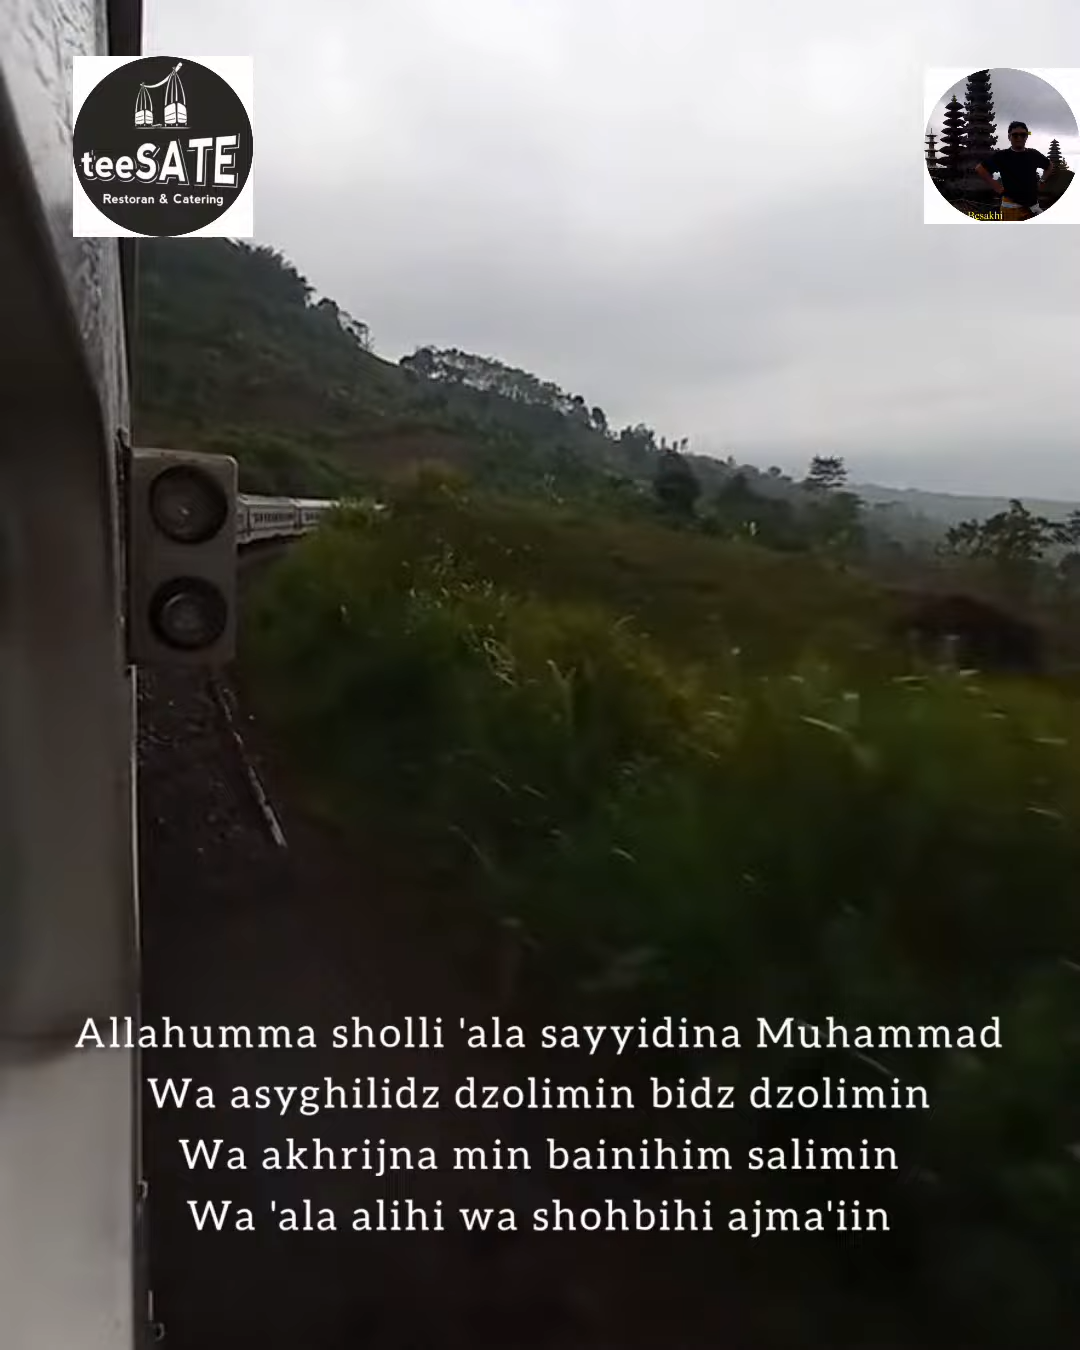 teeSATE
Restoran & Catering
Besakhi
Allahumma sholli 'ala sayyidina Muhammad
Wa asyghilidz dzolimin bidz dzolimin
Wa akhrijna min bainihim salimin
Wa 'ala alihi wa shohbihi ajma'iin